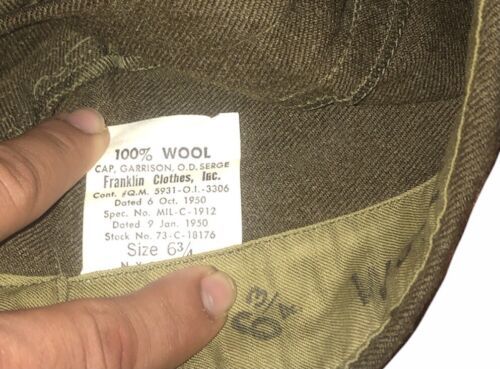 100% WOOL
CAP, GARRISON, O.D. SERGE
Franklin Clothes, Inc.
Cont. #Q.M. 5931-O.I.-3306
Dated 6 Oct. 1950
Spec. No. MIL-C-1912
Dated 9 Jan. 1950
Stock No. 73-C-18176
Size 6¾
6¾